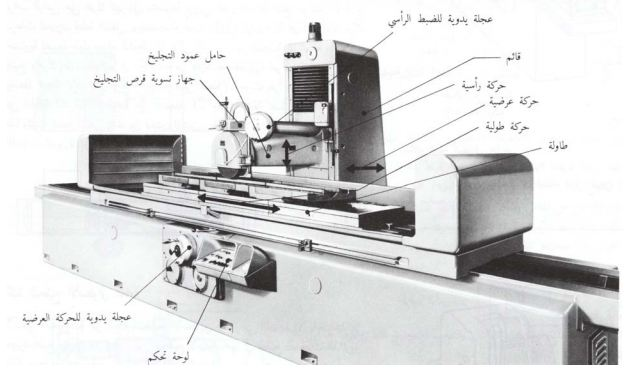 عجلة يدوية للضبط الرأسي
حامل عمود التجليخ
جهاز تسوية قرص التجليخ
قائم
حركة رأسية
حركة عرضية
حركة طولية
طاولة
عجلة يدوية للحركة العرضية
لوحة تحكم